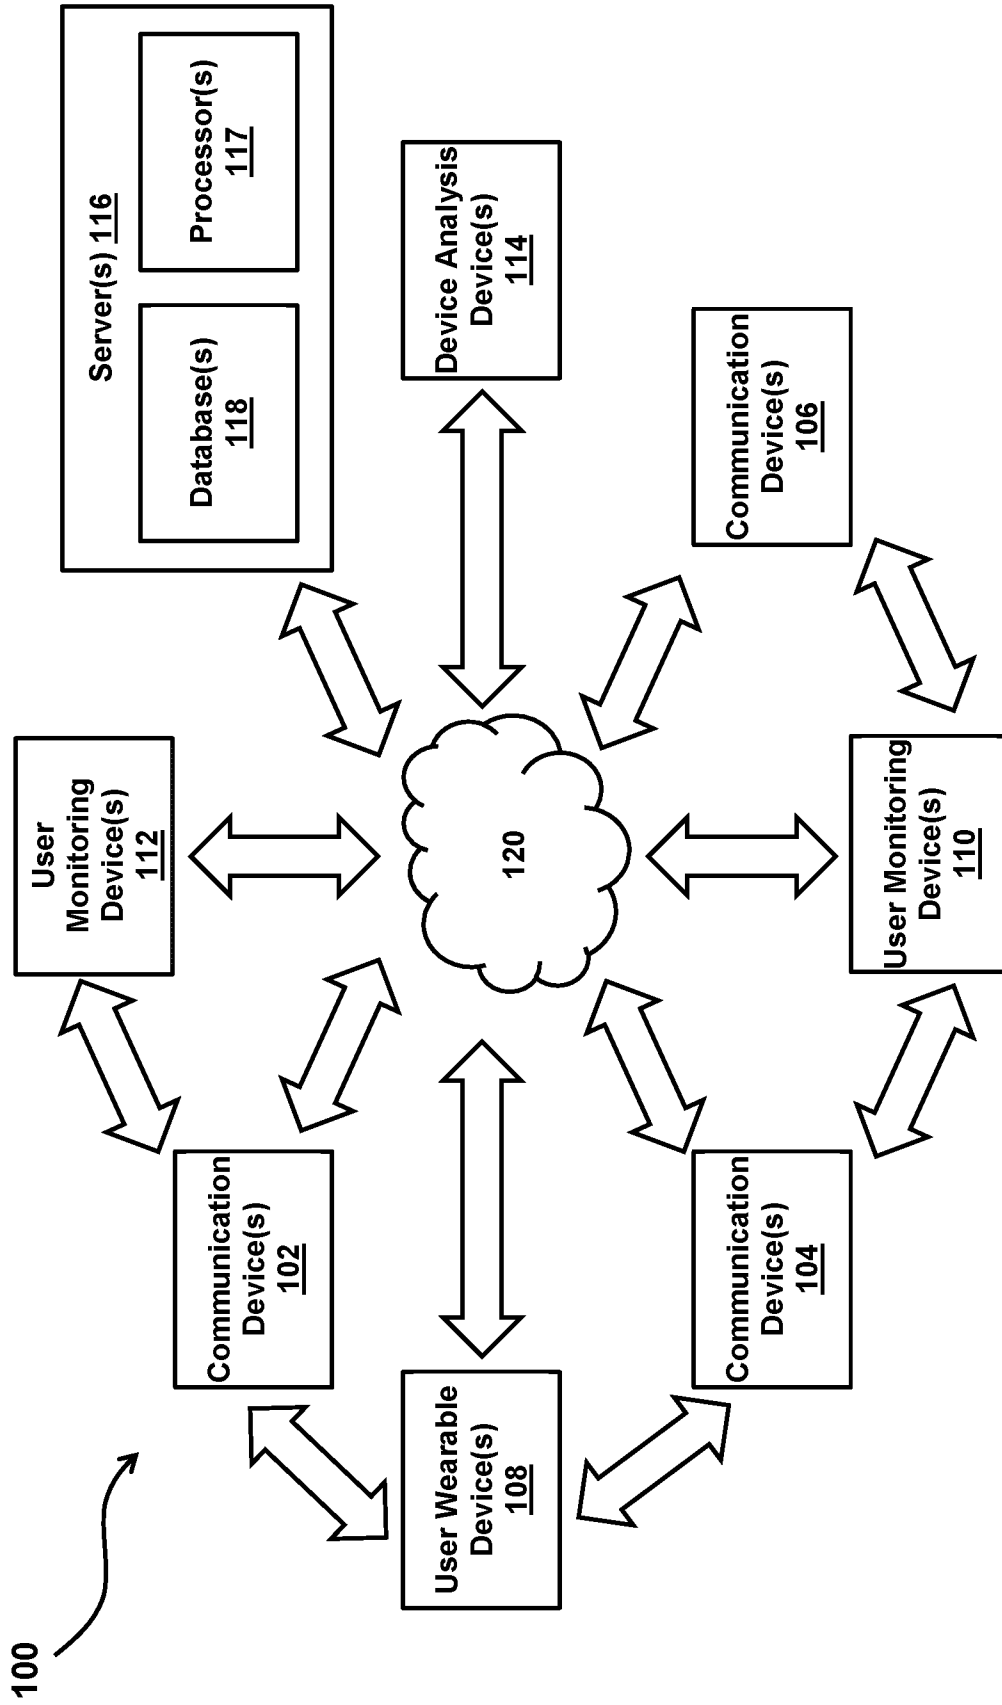 100
User
Monitoring
Device(s)
112
Server(s) 116
Database(s)
118
Processor(s)
117
Communication
Device(s)
102
User Wearable
Device(s)
108
120
Device Analysis
Device(s)
114
Communication
Device(s)
104
Communication
Device(s)
106
User Monitoring
Device(s)
110